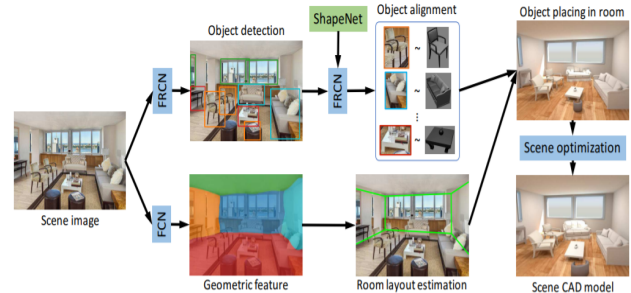 ShapeNet
Object detection
Object alignment
Object placing in room
FRCN
FRCN
~
~
⋮
~
Scene image
Scene optimization
FCN
Geometric feature
Room layout estimation
Scene CAD model